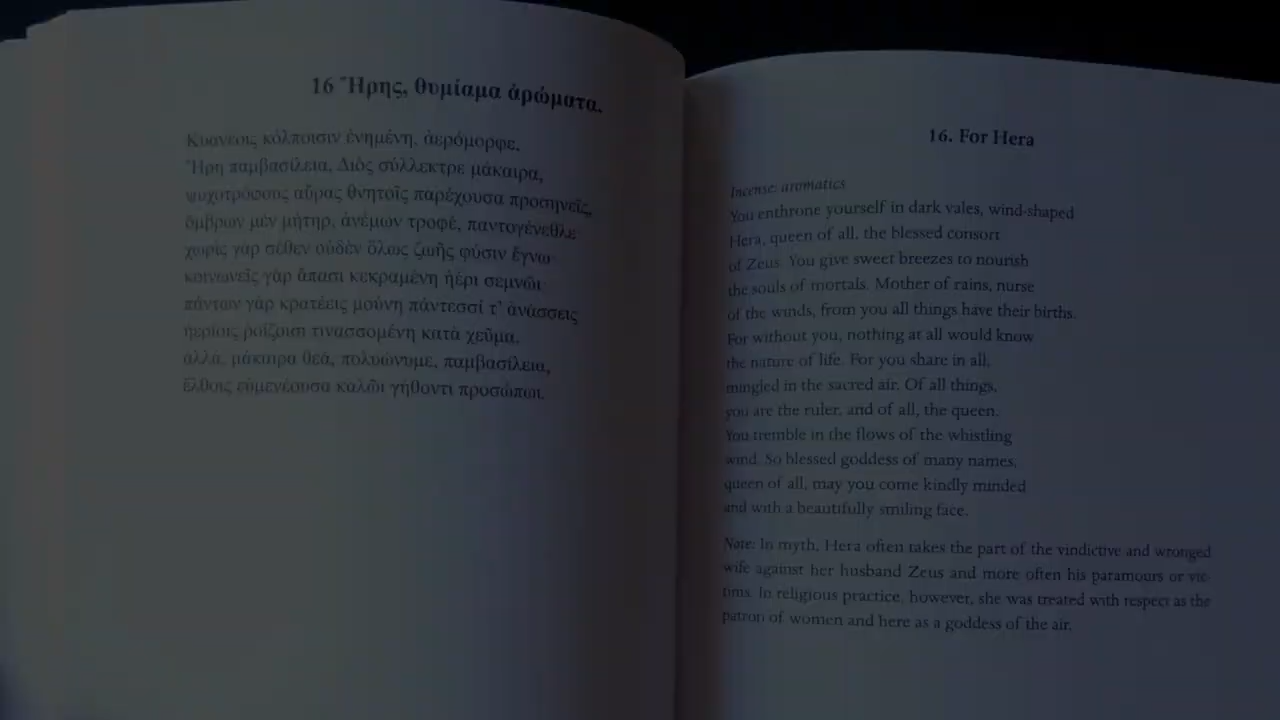 16 Ἥρης, θυμίαμα ἀρώματα.
Κυανέοις κόλποισιν ἐνημένη, ἀερόμορφε,
Ἥρη παμβασίλεια, Διὸς σύλλεκτρε μάκαιρα,
ψυχοτρόφους αὔρας θνητοῖς παρέχουσα προσηνεῖς,
ὄμβρων μὲν μήτηρ, ἀνέμων τροφέ, παντογένεθλε·
χωρὶς γὰρ σέθεν οὐδὲν ὅλως ζωῆς φύσιν ἔγνω·
κοινωνεῖς γὰρ ἅπασι κεκραμένη ἠέρι σεμνῶι·
πάντων γὰρ κρατέεις μούνη πάντεσσί τ' ἀνάσσεις
ἠερίοις ῥοίζοισι τινασσομένη κατὰ χεῦμα.
ἀλλά, μάκαιρα θεά, πολυώνυμε, παμβασίλεια,
ἔλθοις εὐμενέουσα καλῶι γήθοντι προσώπωι.
16. For Hera
Incense: aromatics
You enthrone yourself in dark vales, wind-shaped
Hera, queen of all, the blessed consort
of Zeus. You give sweet breezes to nourish
the souls of mortals. Mother of rains, nurse
of the winds, from you all things have their births.
For without you, nothing at all would know
the nature of life. For you share in all,
mingled in the sacred air. Of all things,
you are the ruler, and of all, the queen.
You tremble in the flows of the whistling
wind. So blessed goddess of many names,
queen of all, may you come kindly minded
and with a beautifully smiling face.
Note: In myth, Hera often takes the part of the vindictive and wronged
wife against her husband Zeus and more often his paramours or vic-
tims. In religious practice, however, she was treated with respect as the
patron of women and here as a goddess of the air.